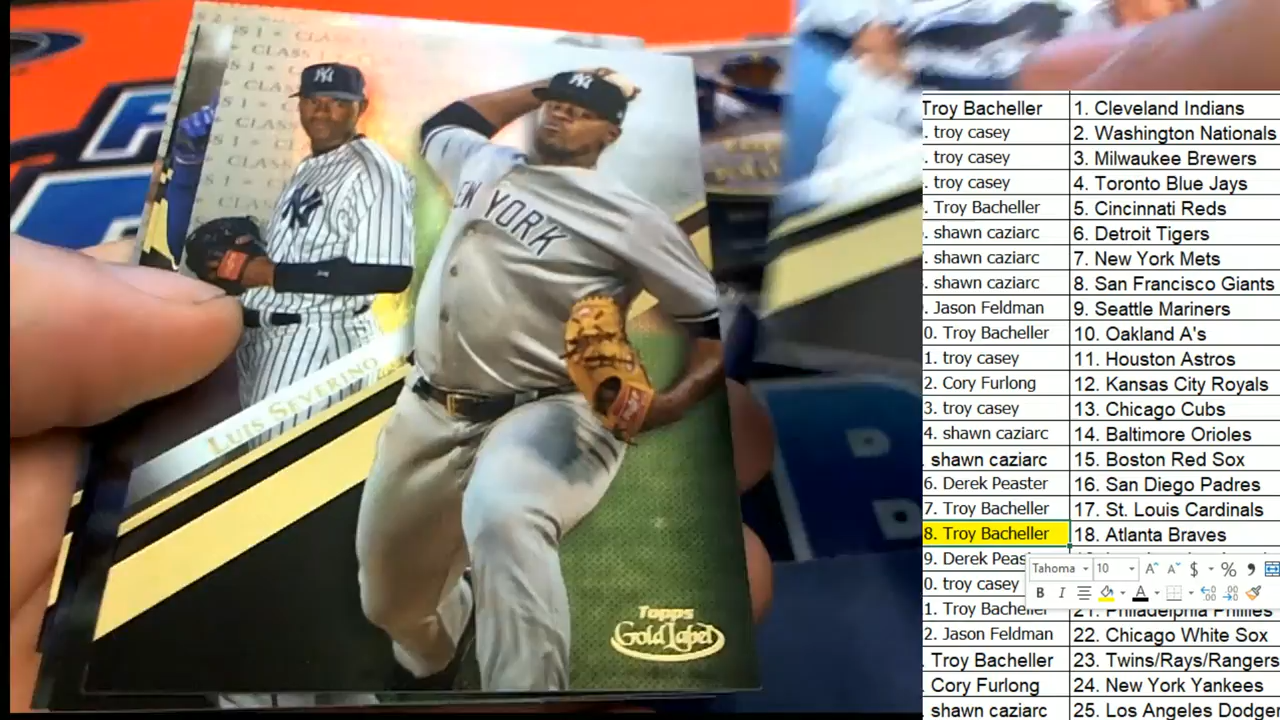 CLASS 1
CLASS
CLASS
CLASS
NY
NY
NEW YORK
LUIS SEVERINO
Topps
Gold Label
Troy Bacheller 1. Cleveland Indians
. troy casey 2. Washington Nationals
. troy casey 3. Milwaukee Brewers
. troy casey 4. Toronto Blue Jays
. Troy Bacheller 5. Cincinnati Reds
. shawn caziarc 6. Detroit Tigers
. shawn caziarc 7. New York Mets
. shawn caziarc 8. San Francisco Giants
. Jason Feldman 9. Seattle Mariners
0. Troy Bacheller 10. Oakland A's
1. troy casey 11. Houston Astros
2. Cory Furlong 12. Kansas City Royals
3. troy casey 13. Chicago Cubs
4. shawn caziarc 14. Baltimore Orioles
. shawn caziarc 15. Boston Red Sox
6. Derek Peaster 16. San Diego Padres
7. Troy Bacheller 17. St. Louis Cardinals
8. Troy Bacheller 18. Atlanta Braves
9. Derek Peas
Tahoma 10 A A $ % ,
B I A
0. troy casey
1. Troy Bacheller 21. Philadelphia Phillies
2. Jason Feldman 22. Chicago White Sox
. Troy Bacheller 23. Twins/Rays/Rangers
. Cory Furlong 24. New York Yankees
. shawn caziarc 25. Los Angeles Dodger